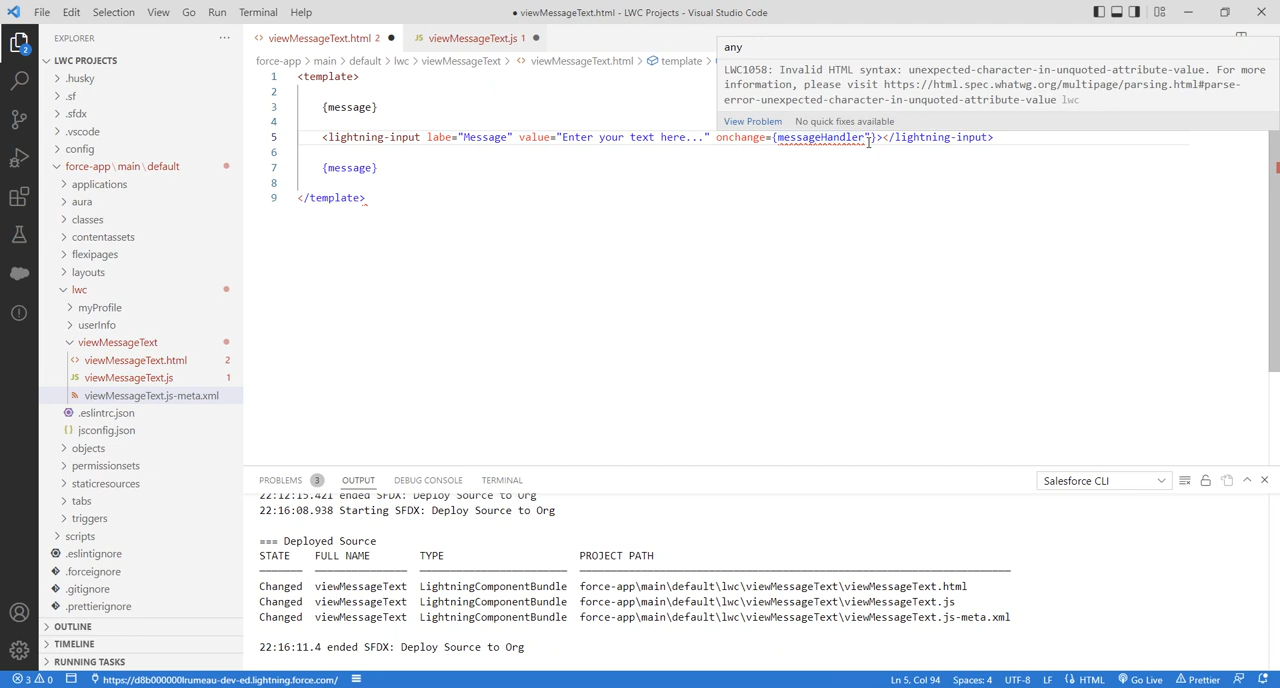 File Edit Selection View Go Run Terminal Help
● viewMessageText.html - LWC Projects - Visual Studio Code
EXPLORER
viewMessageText.html 2 ●
JS viewMessageText.js 1 ●
force-app > main > default > lwc > viewMessageText > viewMessageText.html > template >
any
LWC1058: Invalid HTML syntax: unexpected-character-in-unquoted-attribute-value. For more
information, please visit https://html.spec.whatwg.org/multipage/parsing.html#parse-
error-unexpected-character-in-unquoted-attribute-value lwc
View Problem No quick fixes available
LWC PROJECTS
.husky
.sf
.sfdx
.vscode
config
force-app \ main \ default
applications
aura
classes
contentassets
flexipages
layouts
lwc
myProfile
userInfo
viewMessageText
viewMessageText.html 2
JS viewMessageText.js 1
viewMessageText.js-meta.xml
.eslintrc.json
jsconfig.json
objects
permissionsets
staticresources
tabs
triggers
scripts
.eslintignore
.forceignore
.gitignore
.prettierignore
OUTLINE
TIMELINE
RUNNING TASKS
1 <template>
2
3 {message}
4
5 <lightning-input labe="Message" value="Enter your text here..." onchange={messageHandler"}></lightning-input>
6
7 {message}
8
9 </template>
PROBLEMS 3 OUTPUT DEBUG CONSOLE TERMINAL
Salesforce CLI
22:12:15.421 ended SFDX: Deploy Source to Org
22:16:08.938 Starting SFDX: Deploy Source to Org
=== Deployed Source
STATE FULL NAME TYPE PROJECT PATH
Changed viewMessageText LightningComponentBundle force-app\main\default\lwc\viewMessageText\viewMessageText.html
Changed viewMessageText LightningComponentBundle force-app\main\default\lwc\viewMessageText\viewMessageText.js
Changed viewMessageText LightningComponentBundle force-app\main\default\lwc\viewMessageText\viewMessageText.js-meta.xml
22:16:11.4 ended SFDX: Deploy Source to Org
3 0 https://d8b000000lrumeau-dev-ed.lightning.force.com/ Ln 5, Col 94 Spaces: 4 UTF-8 LF HTML Go Live Prettier